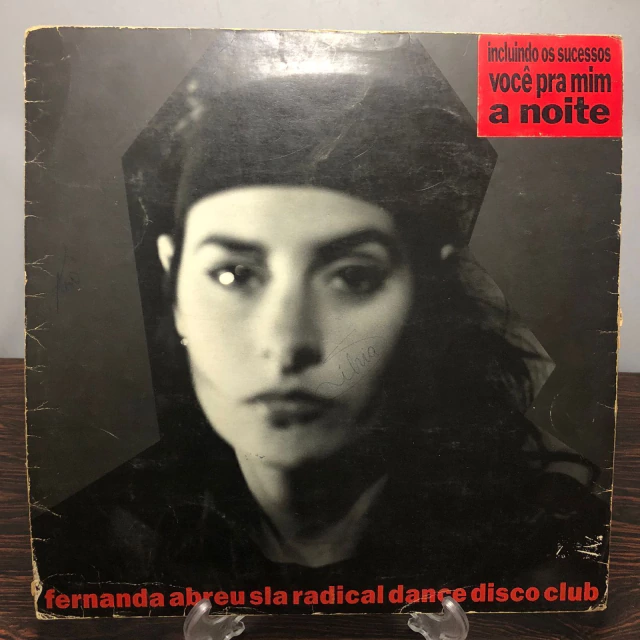 incluindo os sucessos
você pra mim
a noite
fernanda abreu sla radical dance disco club